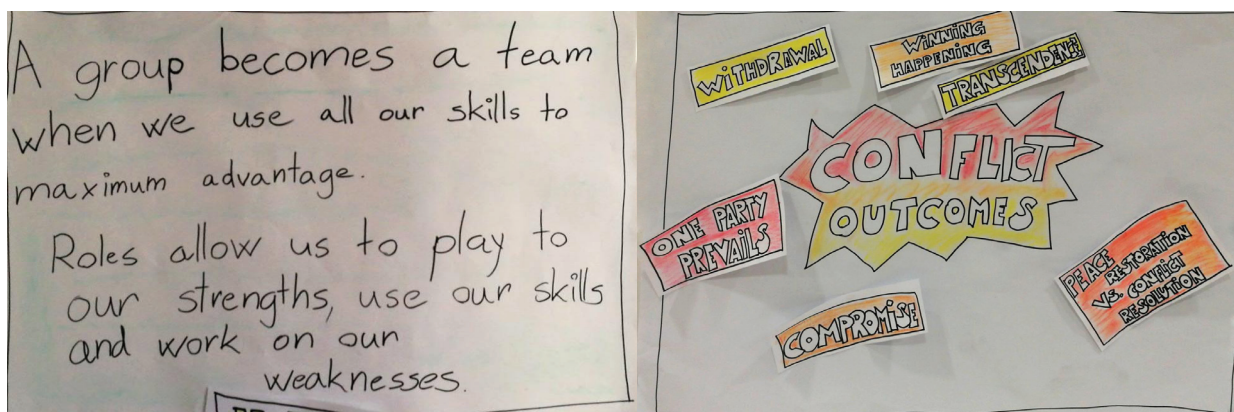 A group becomes a team
when we use all our skills to
maximum advantage.
Roles allow us to play to
our strengths, use our skills
and work on our
weaknesses.
WITHDRAWAL
WINNING
HAPPENING
TRANSCENDENSE
CONFLICT
OUTCOMES
ONE PARTY
PREVAILS
PEACE
RESTORATION
VS. CONFLICT
RESOLUTION
COMPROMISE